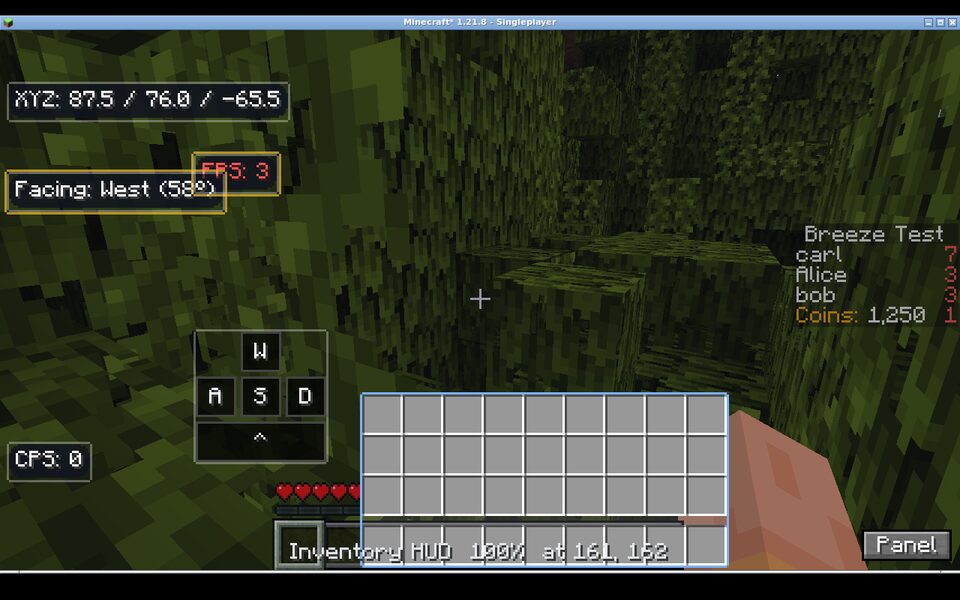 Minecraft* 1.21.8 - Singleplayer
XYZ: 87.5 / 76.0 / -65.5
FPS: 3
Facing: West (58º)
Breeze Test
carl 7
Alice 3
bob 3
Coins: 1,250 1
W
A S D
^
CPS: 0
Inventory HUD 100% at 161, 162
Panel